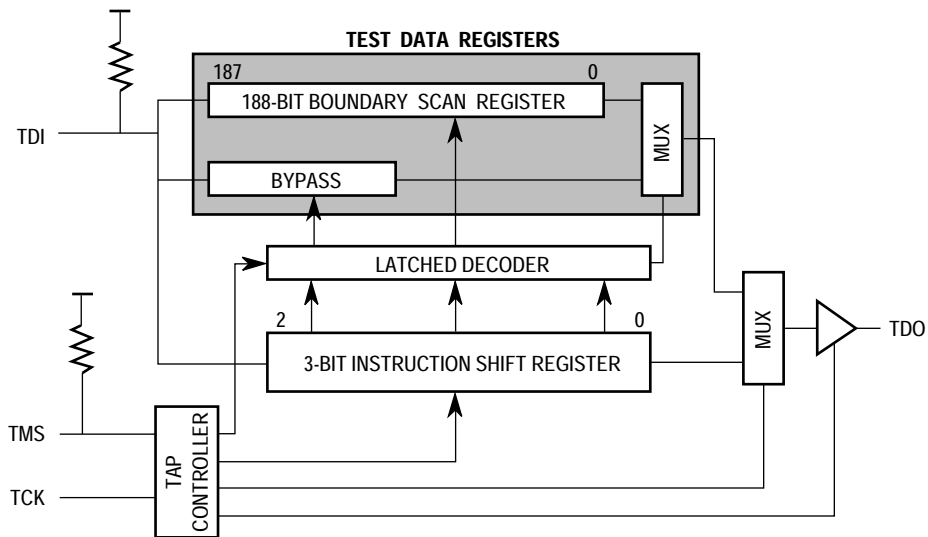 TEST DATA REGISTERS
187
0
188-BIT BOUNDARY SCAN REGISTER
TDI
MUX
BYPASS
LATCHED DECODER
2
0
3-BIT INSTRUCTION SHIFT REGISTER
MUX
TDO
TMS
TAP
CONTROLLER
TCK